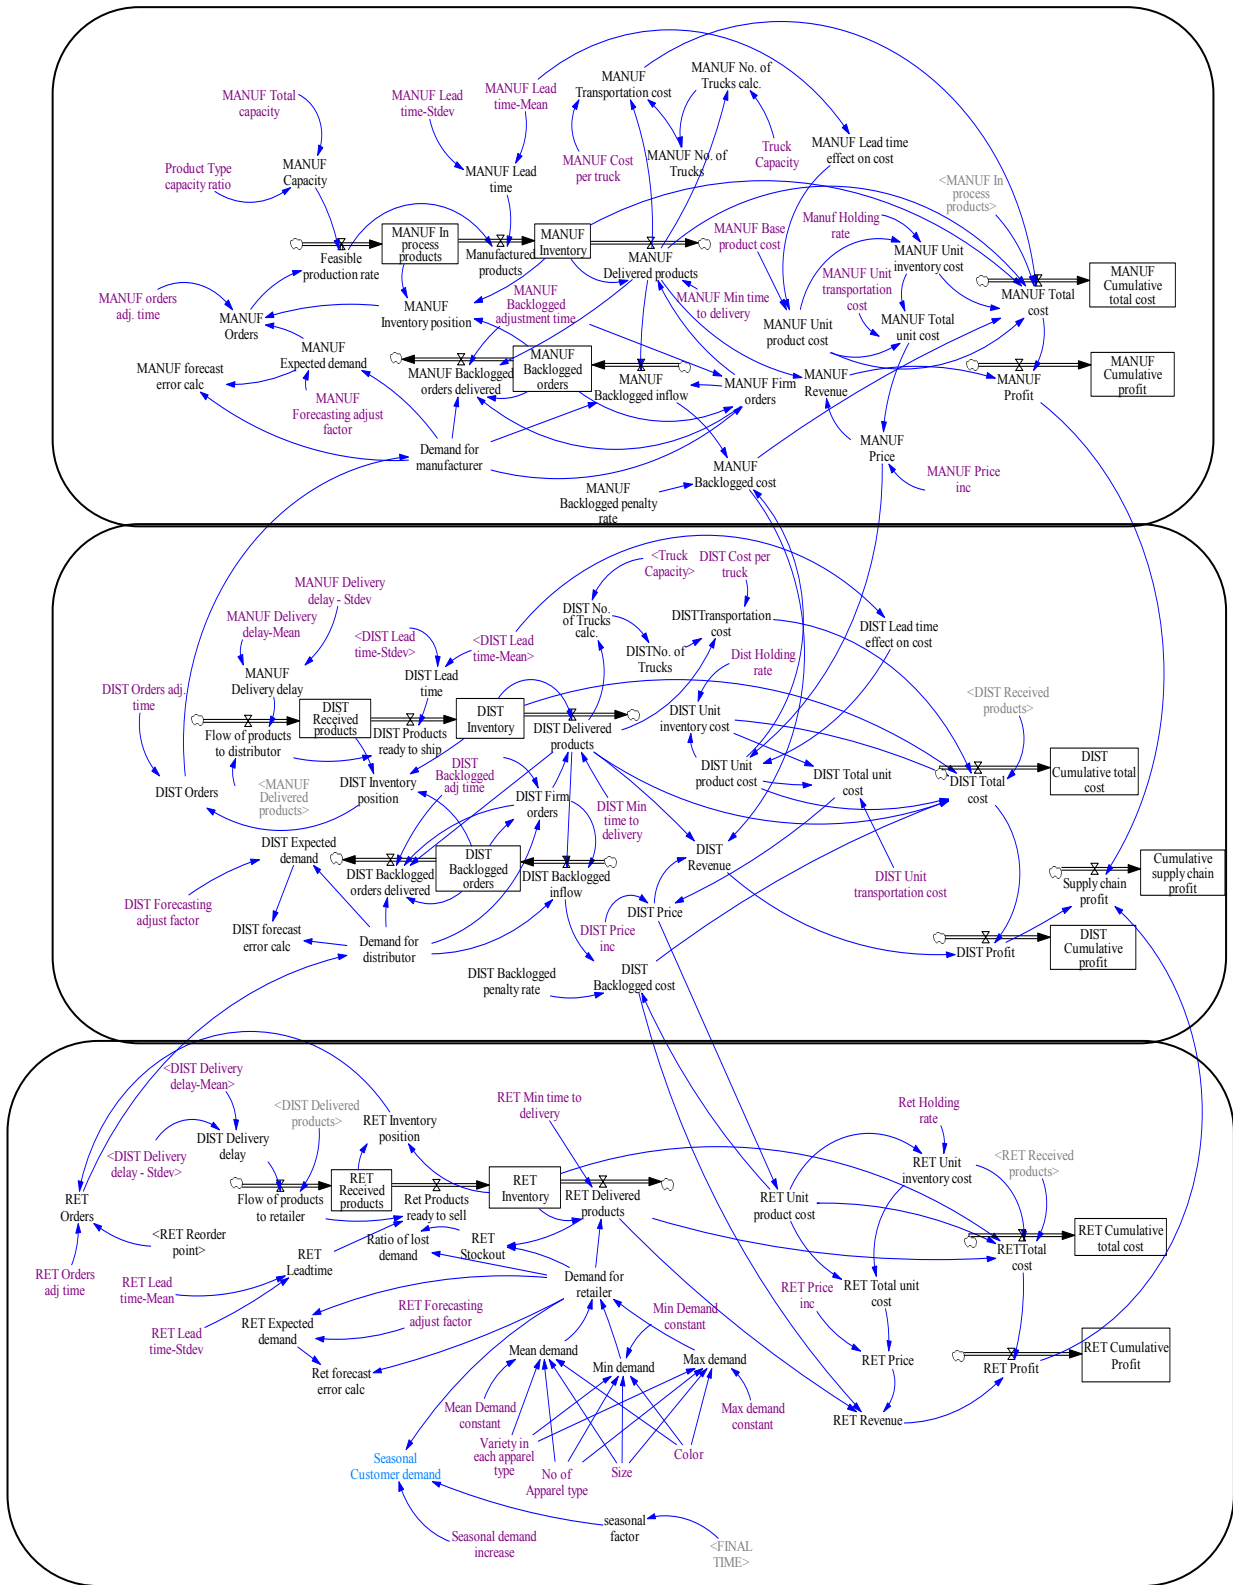 MANUF Total
capacity
MANUF Lead
time-Stdev
MANUF Lead
time-Mean
MANUF
Transportation cost
MANUF No. of
Trucks calc.
Product Type
capacity ratio
MANUF
Capacity
MANUF Lead
time
MANUF Cost
per truck
MANUF No. of
Trucks
Truck
Capacity
MANUF Lead time
effect on cost
<MANUF In
process
products>
MANUF In
process
products
MANUF
Inventory
Feasible
production rate
Manufactured
products
MANUF
Delivered products
MANUF Base
product cost
Manuf Holding
rate
MANUF Unit
inventory cost
MANUF Unit
transportation
cost
MANUF Total
cost
MANUF
Cumulative
total cost
MANUF orders
adj. time
MANUF
Orders
MANUF
Inventory position
MANUF
Backlogged
adjustment time
MANUF Min time
to delivery
MANUF Unit
product cost
MANUF Total
unit cost
MANUF forecast
error calc
MANUF
Expected demand
MANUF Backlogged
orders delivered
MANUF
Backlogged
orders
MANUF
Backlogged inflow
MANUF Firm
orders
MANUF
Revenue
MANUF
Profit
MANUF
Cumulative
profit
MANUF
Forecasting adjust
factor
Demand for
manufacturer
MANUF
Backlogged cost
MANUF
Price
MANUF Price
inc
MANUF
Backlogged penalty
rate
<Truck
Capacity>
DIST Cost per
truck
MANUF Delivery
delay - Stdev
MANUF Delivery
delay-Mean
<DIST Lead
time-Stdev>
<DIST Lead
time-Mean>
DIST No.
of Trucks
calc.
DISTNo. of
Trucks
DISTTransportation
cost
DIST Lead time
effect on cost
MANUF
Delivery delay
DIST Lead
time
Dist Holding
rate
DIST Orders adj.
time
DIST
Received
products
DIST
Inventory
DIST Unit
inventory cost
<DIST Received
products>
Flow of products
to distributor
DIST Products
ready to ship
DIST Delivered
products
DIST Orders
<MANUF
Delivered
products>
DIST Inventory
position
DIST
Backlogged
adj time
DIST Firm
orders
DIST Min
time to
delivery
DIST Unit
product cost
DIST Total unit
cost
DIST Total
cost
DIST
Cumulative total
cost
DIST Expected
demand
DIST Backlogged
orders delivered
DIST
Backlogged
orders
DIST Backlogged
inflow
DIST
Revenue
DIST Unit
transportation cost
Supply chain
profit
Cumulative
supply chain
profit
DIST Forecasting
adjust factor
DIST forecast
error calc
Demand for
distributor
DIST Price
inc
DIST Price
DIST Profit
DIST
Cumulative
profit
DIST Backlogged
penalty rate
DIST
Backlogged cost
<DIST Delivery
delay-Mean>
<DIST Delivered
products>
RET Inventory
position
RET Min time to
delivery
Ret Holding
rate
<DIST Delivery
delay - Stdev>
DIST Delivery
delay
RET Unit
inventory cost
<RET Received
products>
RET
Orders
RET
Received
products
RET
Inventory
Flow of products
to retailer
Ret Products
ready to sell
RET Delivered
products
RET Unit
product cost
<RET Reorder
point>
RET
Leadtime
Ratio of lost
demand
RET
Stockout
RETTotal
cost
RET Cumulative
total cost
RET Orders
adj time
RET Lead
time-Mean
Demand for
retailer
RET Price
inc
RET Total unit
cost
RET Lead
time-Stdev
RET Expected
demand
RET Forecasting
adjust factor
Min Demand
constant
Ret forecast
error calc
Mean demand
Min demand
Max demand
RET Price
RET Profit
RET Cumulative
Profit
Mean Demand
constant
Max demand
constant
RET Revenue
Variety in
each apparel
type
Color
Seasonal
Customer demand
No of
Apparel type
Size
seasonal
factor
Seasonal demand
increase
<FINAL
TIME>